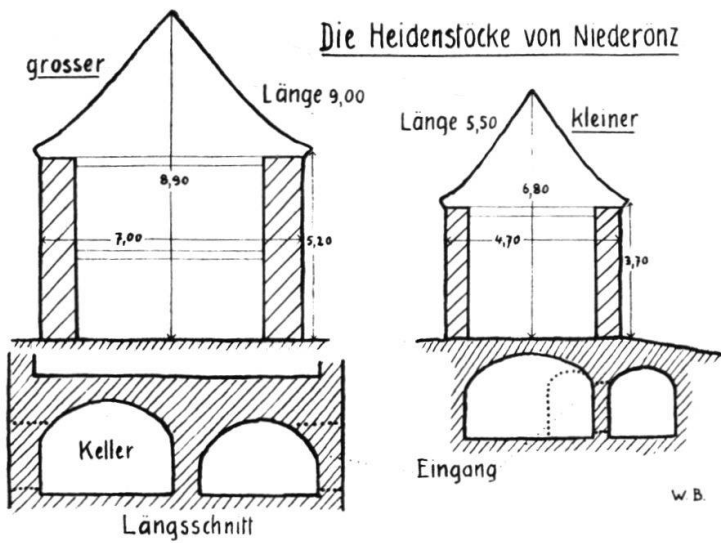 Die Heidenstöcke von Niederönz
grosser
Länge 9,00
8,90
7,00
5,20
Keller
Längsschnitt
Länge 5,50
kleiner
6,80
4,70
3,70
Eingang
W. B.